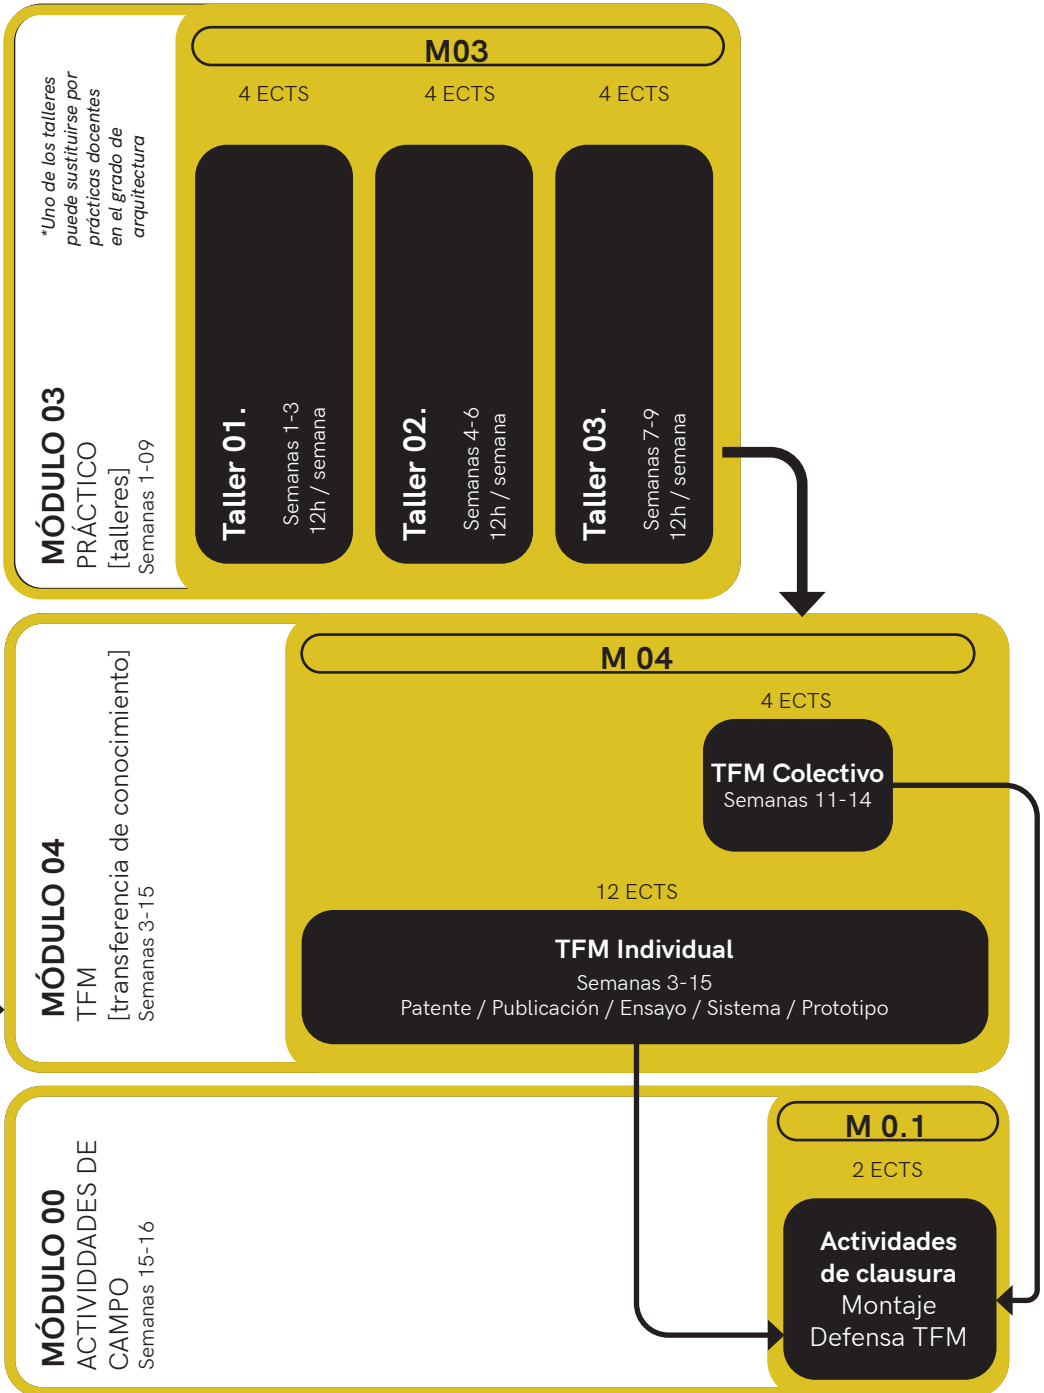 MÓDULO 03
PRÁCTICO
[talleres]
Semanas 1-09
*Uno de los talleres
puede sustituirse por
prácticas docentes
en el grado de
arquitectura
M03
4 ECTS
4 ECTS
4 ECTS
Taller 01.
Semanas 1-3
12h / semana
Taller 02.
Semanas 4-6
12h / semana
Taller 03.
Semanas 7-9
12h / semana
MÓDULO 04
TFM
[transferencia de conocimiento]
Semanas 3-15
M 04
4 ECTS
TFM Colectivo
Semanas 11-14
12 ECTS
TFM Individual
Semanas 3-15
Patente / Publicación / Ensayo / Sistema / Prototipo
MÓDULO 00
ACTIVIDDADES DE
CAMPO
Semanas 15-16
M 0.1
2 ECTS
Actividades
de clausura
Montaje
Defensa TFM